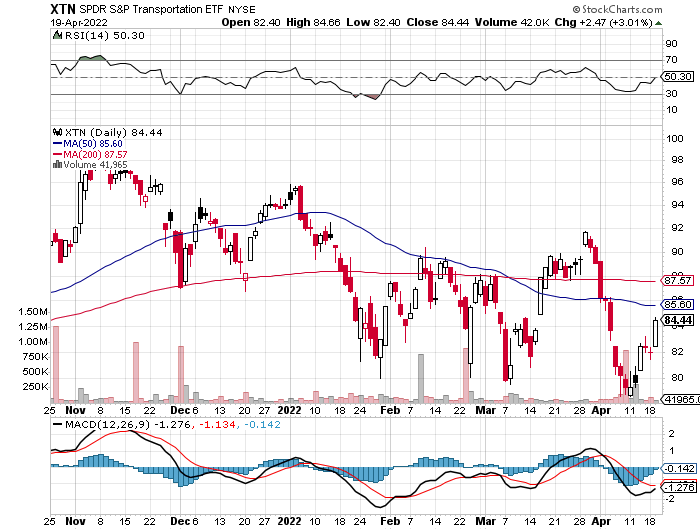 XTN SPDR S&P Transportation ETF NYSE
© StockCharts.com
19-Apr-2022
Open 82.40 High 84.66 Low 82.40 Close 84.44 Volume 42.0K Chg +2.47 (+3.01%)
RSI(14) 50.30
90
70
50.30
30
10
XTN (Daily) 84.44
MA(50) 85.60
MA(200) 87.57
Volume 41,965
100
98
96
94
92
90
88
87.57
86
85.60
84.44
82
80
1.50M
1.25M
1.00M
750K
500K
250K
41965.0
25 Nov 8 15 22 Dec 6 13 20 27 2022 10 18 24 Feb 7 14 22 Mar 7 14 21 28 Apr 11 18
MACD(12,26,9) -1.276, -1.134, -0.142
2
1
-0.142
-1.276
-2
25 Nov 8 15 22 Dec 6 13 20 27 2022 10 18 24 Feb 7 14 22 Mar 7 14 21 28 Apr 11 18